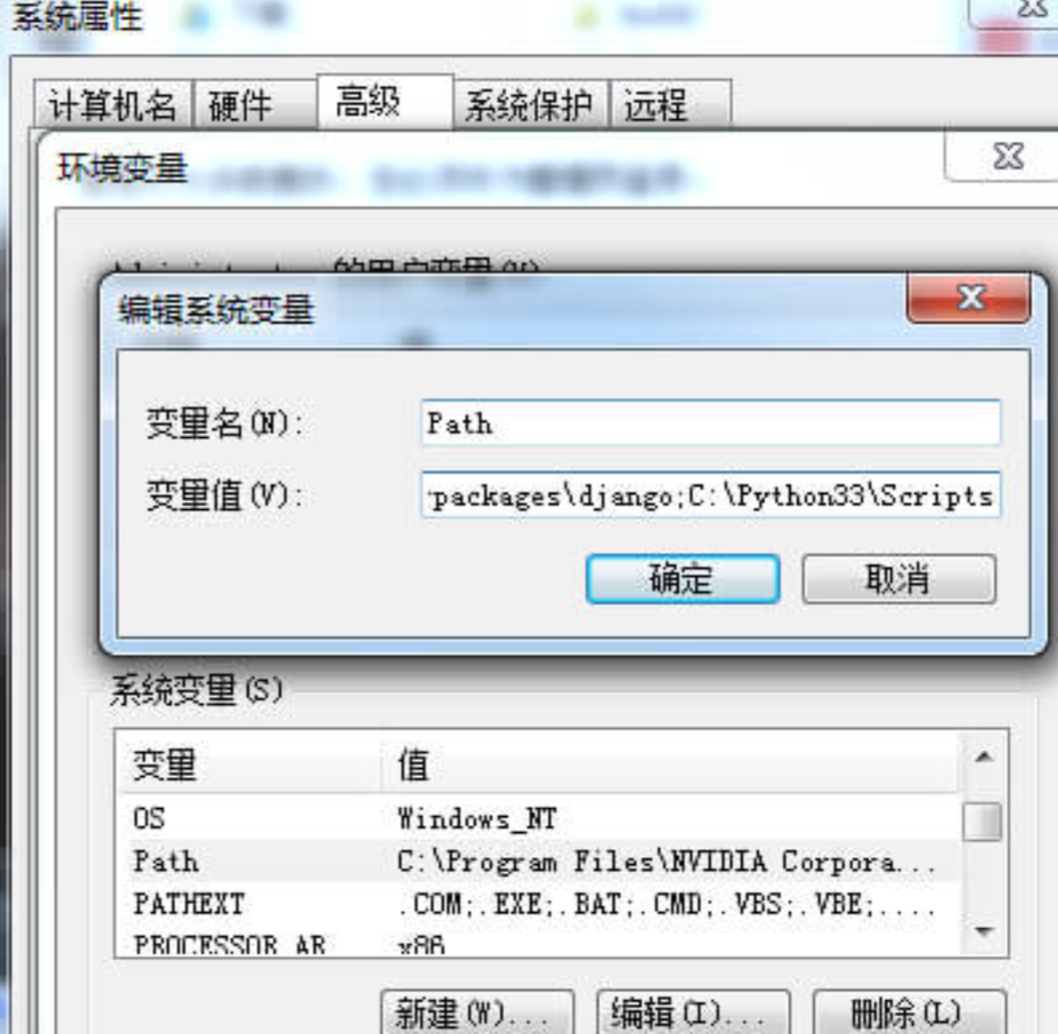 系统属性
计算机名 硬件 高级 系统保护 远程
环境变量
的用户变量(U)
编辑系统变量
变量名(N): Path
变量值(V): -packages\django;C:\Python33\Scripts
确定 取消
系统变量(S)
变量 值
OS Windows_NT
Path C:\Program Files\NVIDIA Corpora...
PATHEXT .COM;.EXE;.BAT;.CMD;.VBS;.VBE;....
PROCESSOR_AR x86
新建(W)... 编辑(I)... 删除(L)